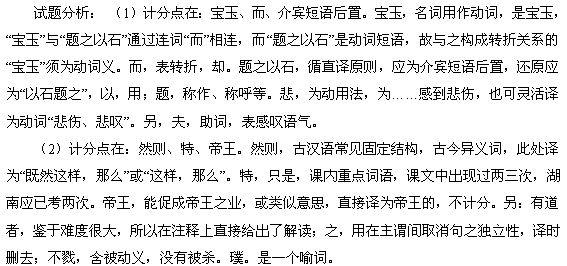 试题分析： （1）计分点在：宝玉、而、介宾短语后置。宝玉，名词用作动词，是宝玉，
“宝玉”与“题之以石”通过连词“而”相连，而“题之以石”是动词短语，故与之构成转折关系的
“宝玉”须为动词义。而，表转折，却。题之以石，循直译原则，应为介宾短语后置，还原应
为“以石题之”，以，用；题，称作、称呼等。悲，为动用法，为……感到悲伤，也可灵活译
为动词“悲伤、悲叹”。另，夫，助词，表感叹语气。
（2）计分点在：然则、特、帝王。然则，古汉语常见固定结构，古今异义词，此处译
为“既然这样，那么”或“这样，那么”。特，只是，课内重点词语，课文中出现过两三次，湖
南应已考两次。帝王，能促成帝王之业，或类似意思，直接译为帝王的，不计分。另：有道
者，鉴于难度很大，所以在注释上直接给出了解读；之，用在主谓间取消句之独立性，译时
删去；不戮，含被动义，没有被杀。璞。是一个喻词。